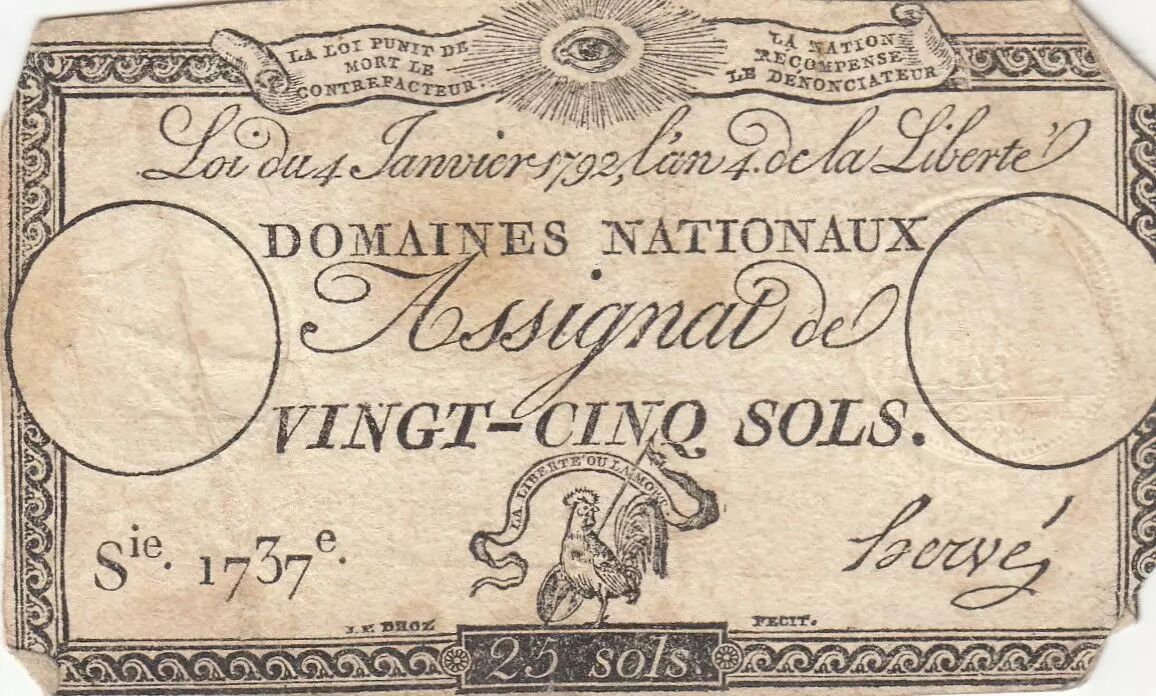 LA LOI PUNIT DE
MORT LE
CONTREFACTEUR.
LA NATION
RECOMPENSE
LE DENONCIATEUR
Loi du 4 Janvier 1792, l'an 4. de la Liberté
DOMAINES NATIONAUX
Assignat de
VINGT-CINQ SOLS.
LA LIBERTÉ OU LA MORT
Sie. 1737e.
hervé
FECIT.
25 sols.